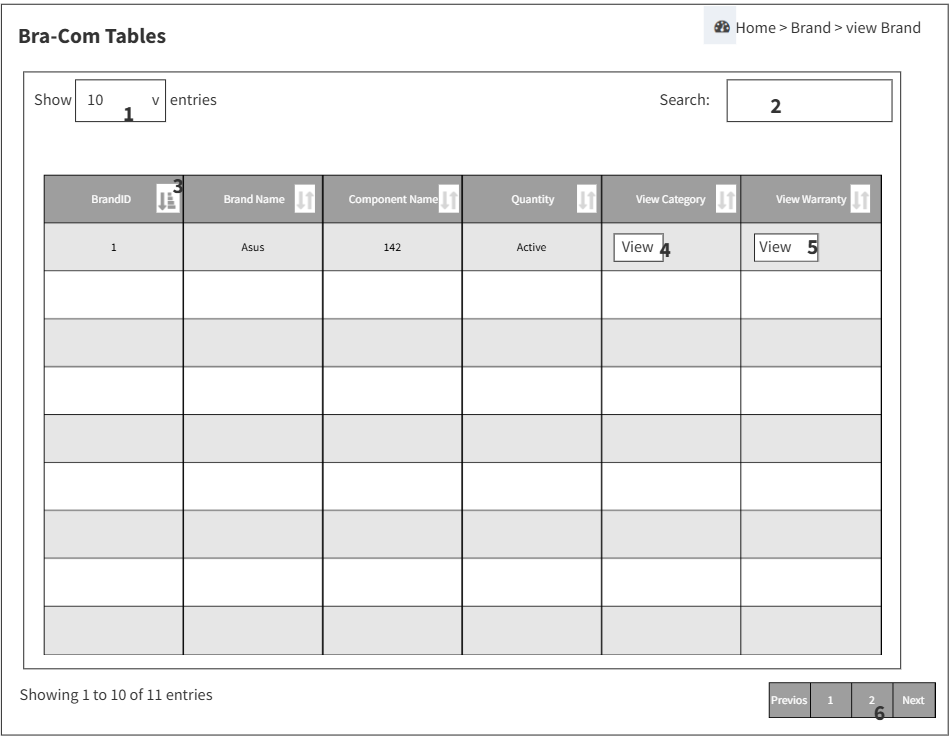 Bra-Com Tables
Home > Brand > view Brand
Show 10 v entries
1
Search:
2
BrandID
3
Brand Name
Component Name
Quantity
View Category
View Warranty
1
Asus
142
Active
View
4
View
5
Showing 1 to 10 of 11 entries
Previos
1
2
6
Next